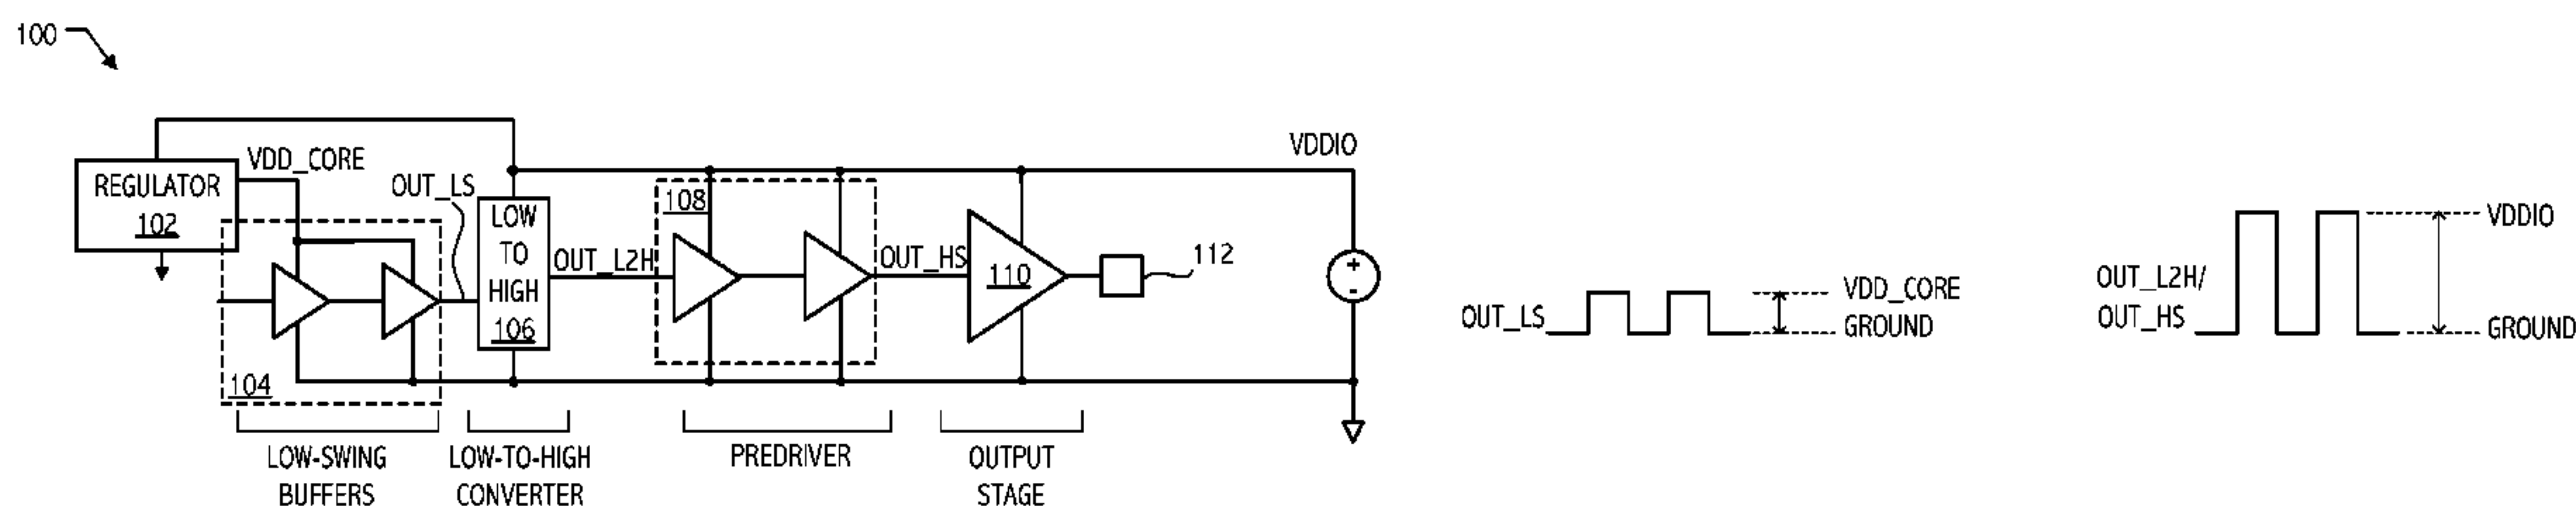 100
VDD_CORE
REGULATOR
102
OUT_LS
LOW
TO
HIGH
106
104
OUT_L2H
108
OUT_HS
110
112
VDDIO
LOW-SWING
BUFFERS
LOW-TO-HIGH
CONVERTER
PREDRIVER
OUTPUT
STAGE
+
-
OUT_LS
VDD_CORE
GROUND
OUT_L2H/
OUT_HS
VDDIO
GROUND